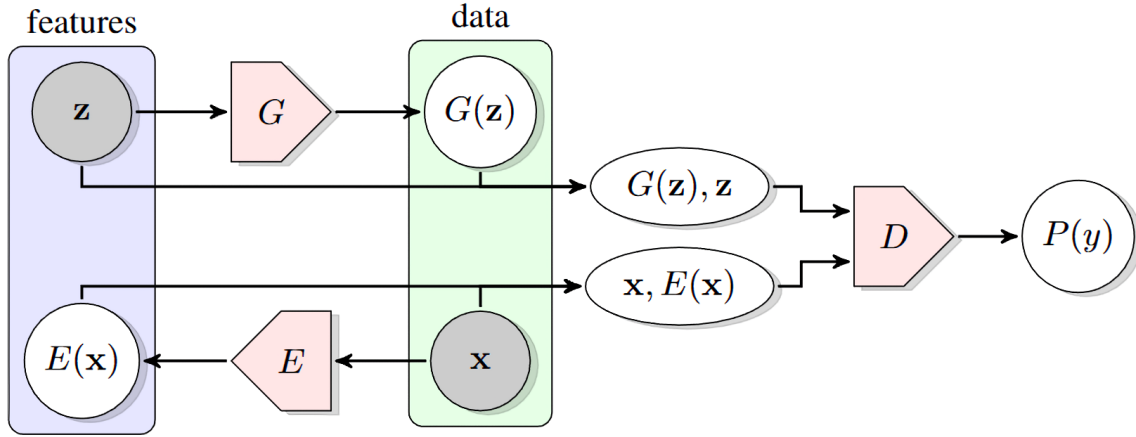 features
data
z
G
G(z)
G(z), z
D
P(y)
x, E(x)
E(x)
E
x